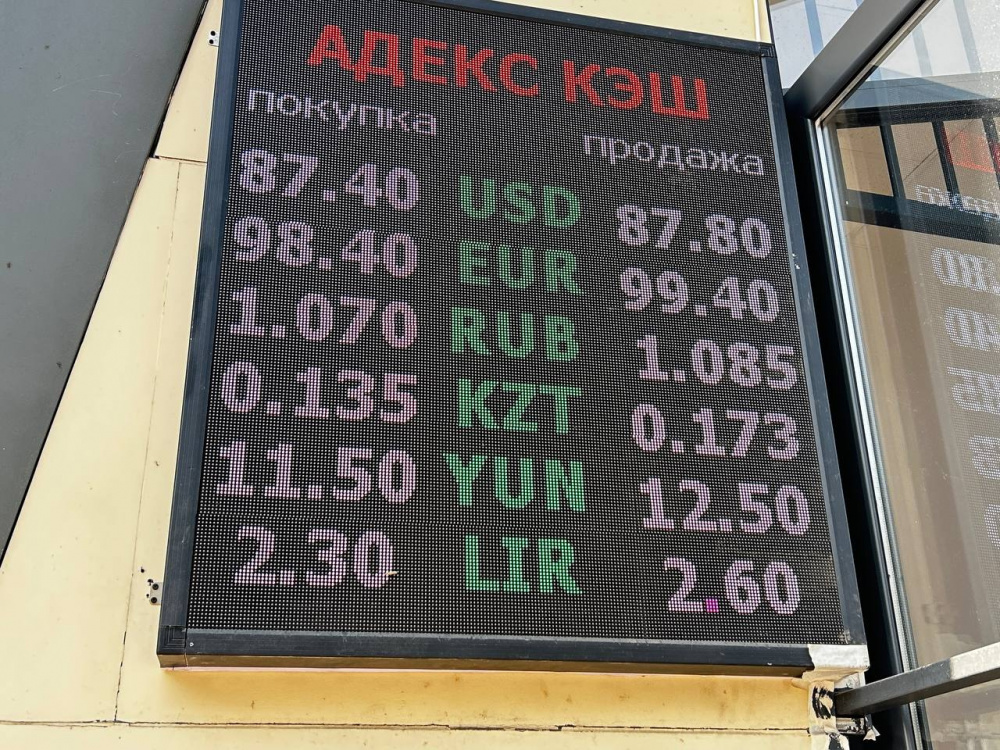 АДЕКС КЭШ
покупка продажа
87.40 USD 87.80
98.40 EUR 99.40
1.070 RUB 1.085
0.135 KZT 0.173
11.50 YUN 12.50
2.30 LIR 2.60